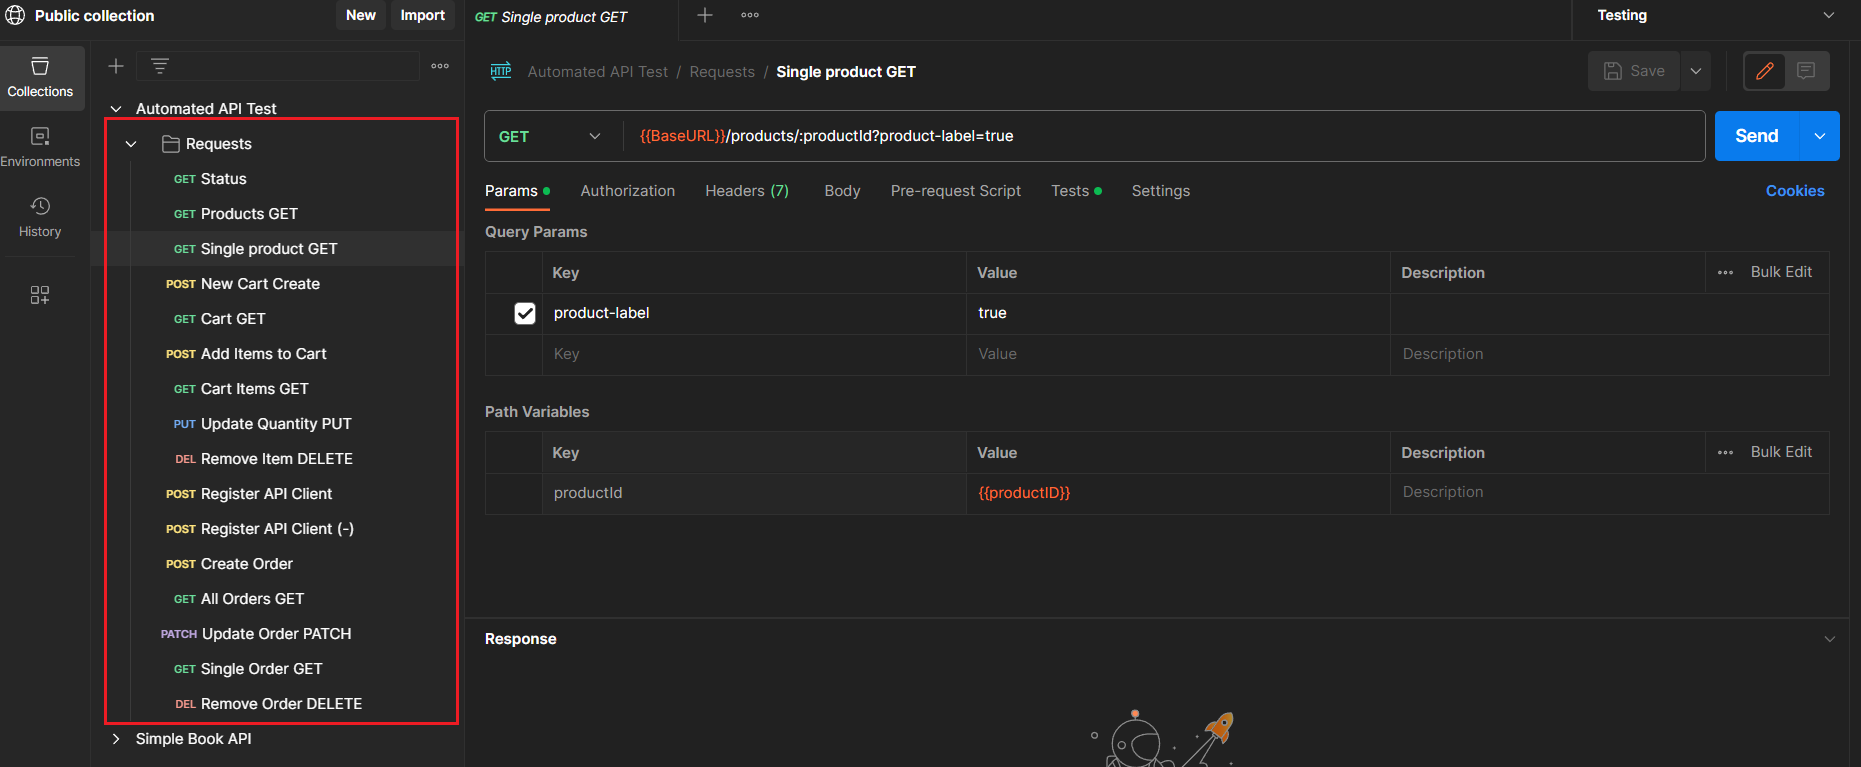 Public collection
New
Import
GET Single product GET
Testing
Collections
Environments
History
Automated API Test
Requests
GET Status
GET Products GET
GET Single product GET
POST New Cart Create
GET Cart GET
POST Add Items to Cart
GET Cart Items GET
PUT Update Quantity PUT
DEL Remove Item DELETE
POST Register API Client
POST Register API Client (-)
POST Create Order
GET All Orders GET
PATCH Update Order PATCH
GET Single Order GET
DEL Remove Order DELETE
Simple Book API
HTTP Automated API Test / Requests / Single product GET
Save
GET {{BaseURL}}/products/:productId?product-label=true
Send
Params Authorization Headers (7) Body Pre-request Script Tests Settings Cookies
Query Params
Key Value Description Bulk Edit
product-label true
Key Value Description
Path Variables
Key Value Description Bulk Edit
productId {{productID}} Description
Response